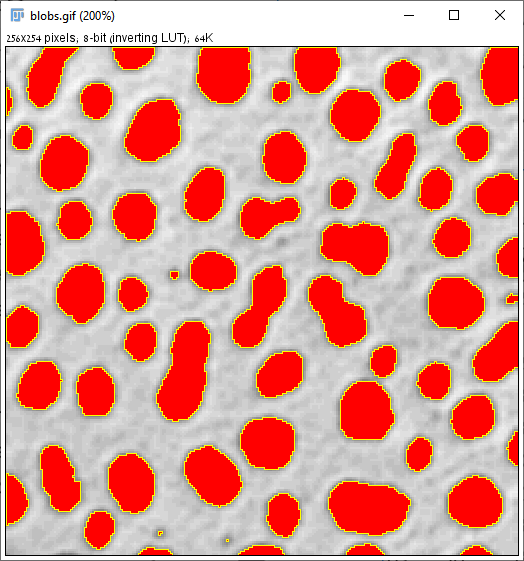 blobs.gif (200%)
256x254 pixels; 8-bit (inverting LUT); 64K